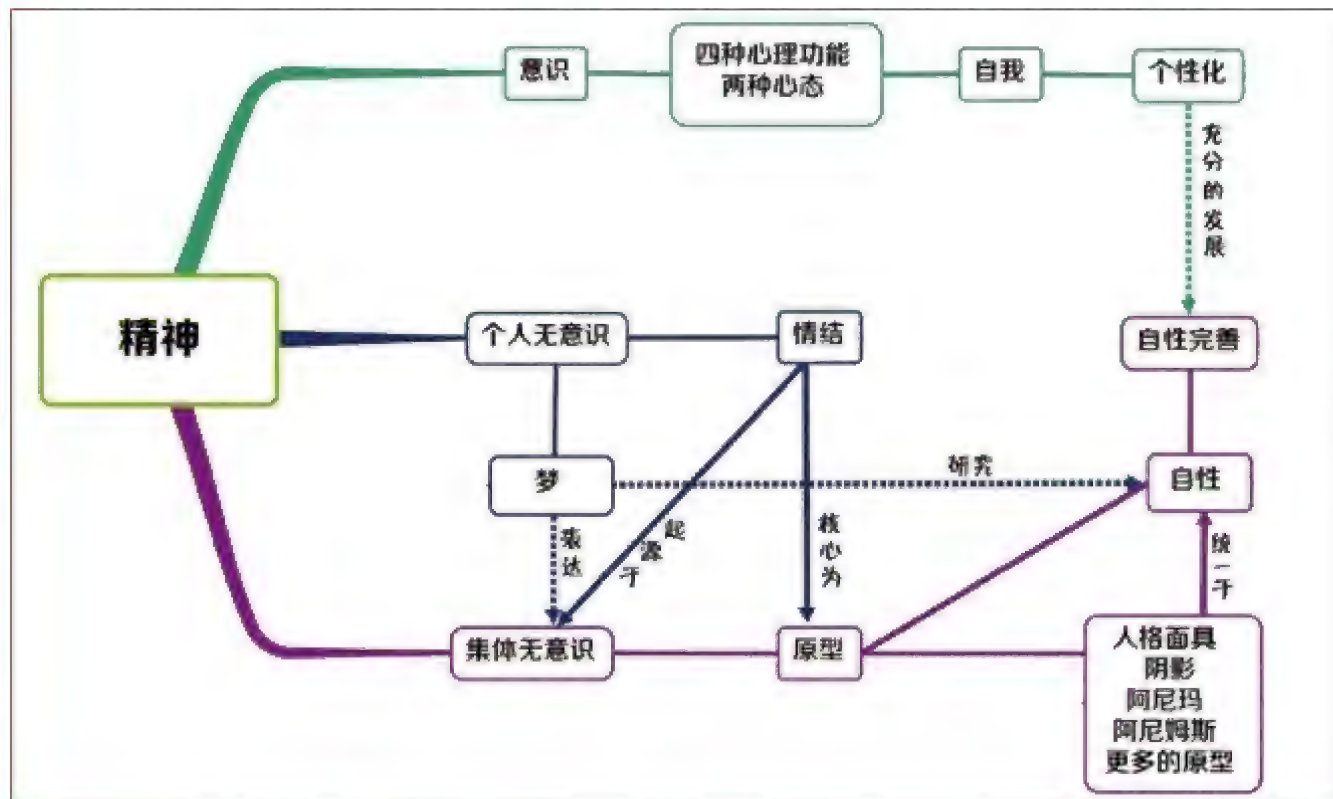 意识
四种心理功能
两种心态
自我
个性化
充分的发展
精神
个人无意识
情结
自性完善
梦
研究
自性
表达
起源于
核心为
统一于
集体无意识
原型
人格面具
阴影
阿尼玛
阿尼姆斯
更多的原型